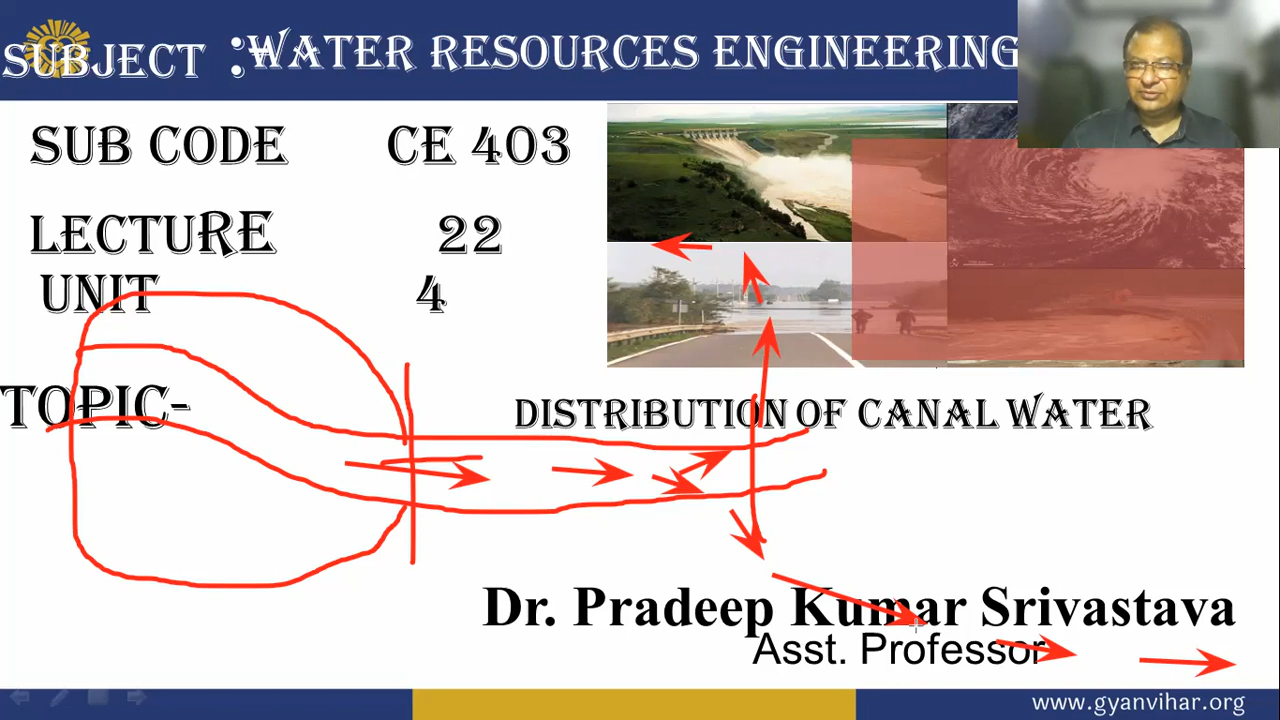 SUBJECT :WATER RESOURCES ENGINEERING
SUB CODE CE 403
LECTURE 22
UNIT 4
TOPIC- DISTRIBUTION OF CANAL WATER
Dr. Pradeep Kumar Srivastava
Asst. Professor
www.gyanvihar.org